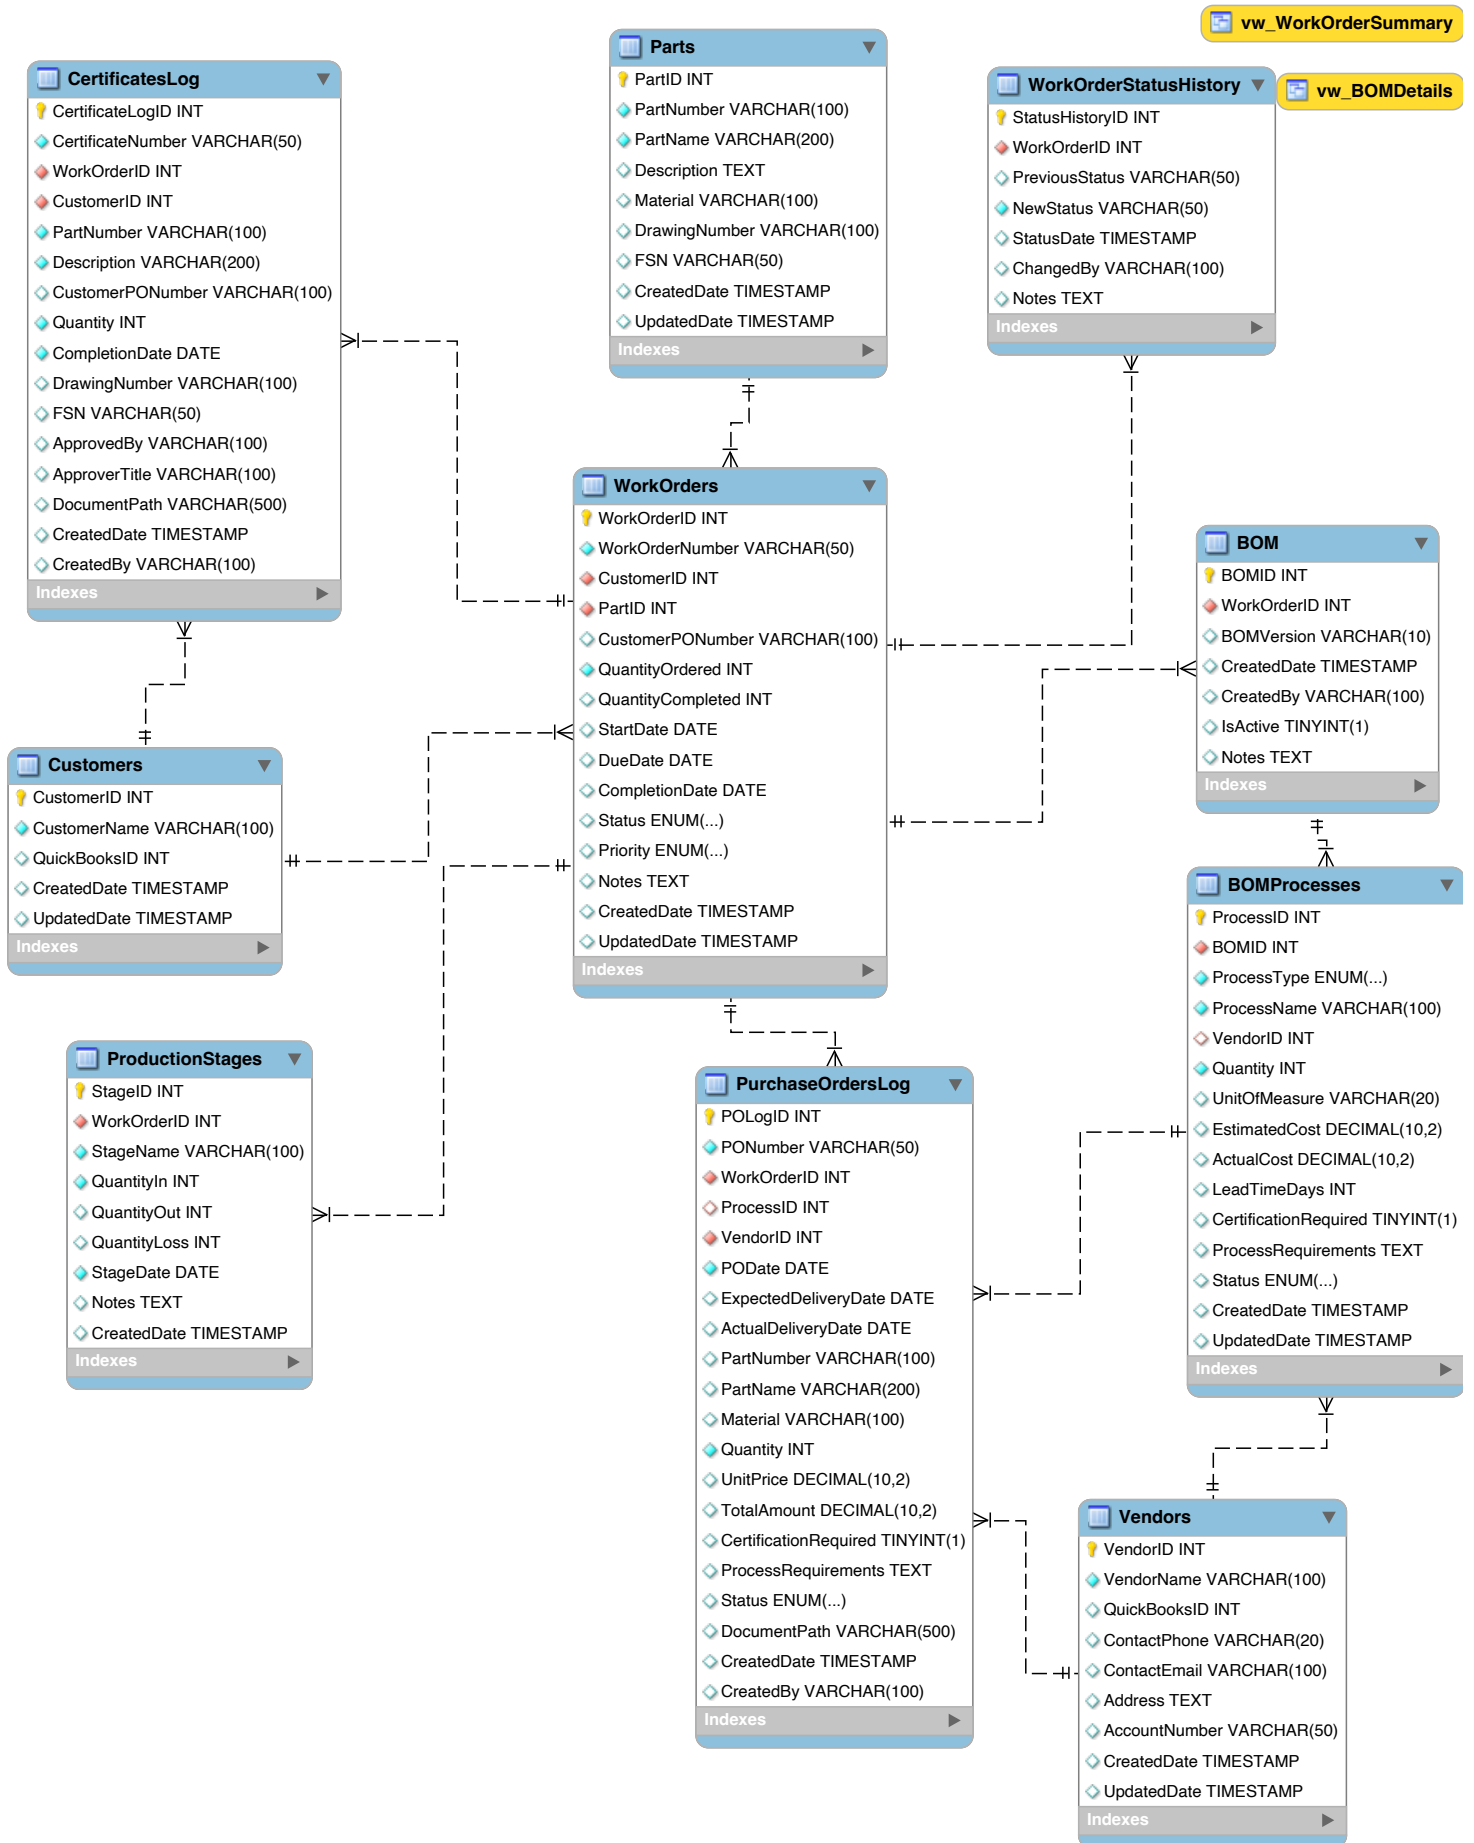 vw_WorkOrderSummary
vw_BOMDetails
CertificatesLog
CertificateLogID INT
CertificateNumber VARCHAR(50)
WorkOrderID INT
CustomerID INT
PartNumber VARCHAR(100)
Description VARCHAR(200)
CustomerPONumber VARCHAR(100)
Quantity INT
CompletionDate DATE
DrawingNumber VARCHAR(100)
FSN VARCHAR(50)
ApprovedBy VARCHAR(100)
ApproverTitle VARCHAR(100)
DocumentPath VARCHAR(500)
CreatedDate TIMESTAMP
CreatedBy VARCHAR(100)
Indexes
Parts
PartID INT
PartNumber VARCHAR(100)
PartName VARCHAR(200)
Description TEXT
Material VARCHAR(100)
DrawingNumber VARCHAR(100)
FSN VARCHAR(50)
CreatedDate TIMESTAMP
UpdatedDate TIMESTAMP
Indexes
WorkOrderStatusHistory
StatusHistoryID INT
WorkOrderID INT
PreviousStatus VARCHAR(50)
NewStatus VARCHAR(50)
StatusDate TIMESTAMP
ChangedBy VARCHAR(100)
Notes TEXT
Indexes
WorkOrders
WorkOrderID INT
WorkOrderNumber VARCHAR(50)
CustomerID INT
PartID INT
CustomerPONumber VARCHAR(100)
QuantityOrdered INT
QuantityCompleted INT
StartDate DATE
DueDate DATE
CompletionDate DATE
Status ENUM(...)
Priority ENUM(...)
Notes TEXT
CreatedDate TIMESTAMP
UpdatedDate TIMESTAMP
Indexes
BOM
BOMID INT
WorkOrderID INT
BOMVersion VARCHAR(10)
CreatedDate TIMESTAMP
CreatedBy VARCHAR(100)
IsActive TINYINT(1)
Notes TEXT
Indexes
Customers
CustomerID INT
CustomerName VARCHAR(100)
QuickBooksID INT
CreatedDate TIMESTAMP
UpdatedDate TIMESTAMP
Indexes
BOMProcesses
ProcessID INT
BOMID INT
ProcessType ENUM(...)
ProcessName VARCHAR(100)
VendorID INT
Quantity INT
UnitOfMeasure VARCHAR(20)
EstimatedCost DECIMAL(10,2)
ActualCost DECIMAL(10,2)
LeadTimeDays INT
CertificationRequired TINYINT(1)
ProcessRequirements TEXT
Status ENUM(...)
CreatedDate TIMESTAMP
UpdatedDate TIMESTAMP
Indexes
ProductionStages
StageID INT
WorkOrderID INT
StageName VARCHAR(100)
QuantityIn INT
QuantityOut INT
QuantityLoss INT
StageDate DATE
Notes TEXT
CreatedDate TIMESTAMP
Indexes
PurchaseOrdersLog
POLogID INT
PONumber VARCHAR(50)
WorkOrderID INT
ProcessID INT
VendorID INT
PODate DATE
ExpectedDeliveryDate DATE
ActualDeliveryDate DATE
PartNumber VARCHAR(100)
PartName VARCHAR(200)
Material VARCHAR(100)
Quantity INT
UnitPrice DECIMAL(10,2)
TotalAmount DECIMAL(10,2)
CertificationRequired TINYINT(1)
ProcessRequirements TEXT
Status ENUM(...)
DocumentPath VARCHAR(500)
CreatedDate TIMESTAMP
CreatedBy VARCHAR(100)
Indexes
Vendors
VendorID INT
VendorName VARCHAR(100)
QuickBooksID INT
ContactPhone VARCHAR(20)
ContactEmail VARCHAR(100)
Address TEXT
AccountNumber VARCHAR(50)
CreatedDate TIMESTAMP
UpdatedDate TIMESTAMP
Indexes